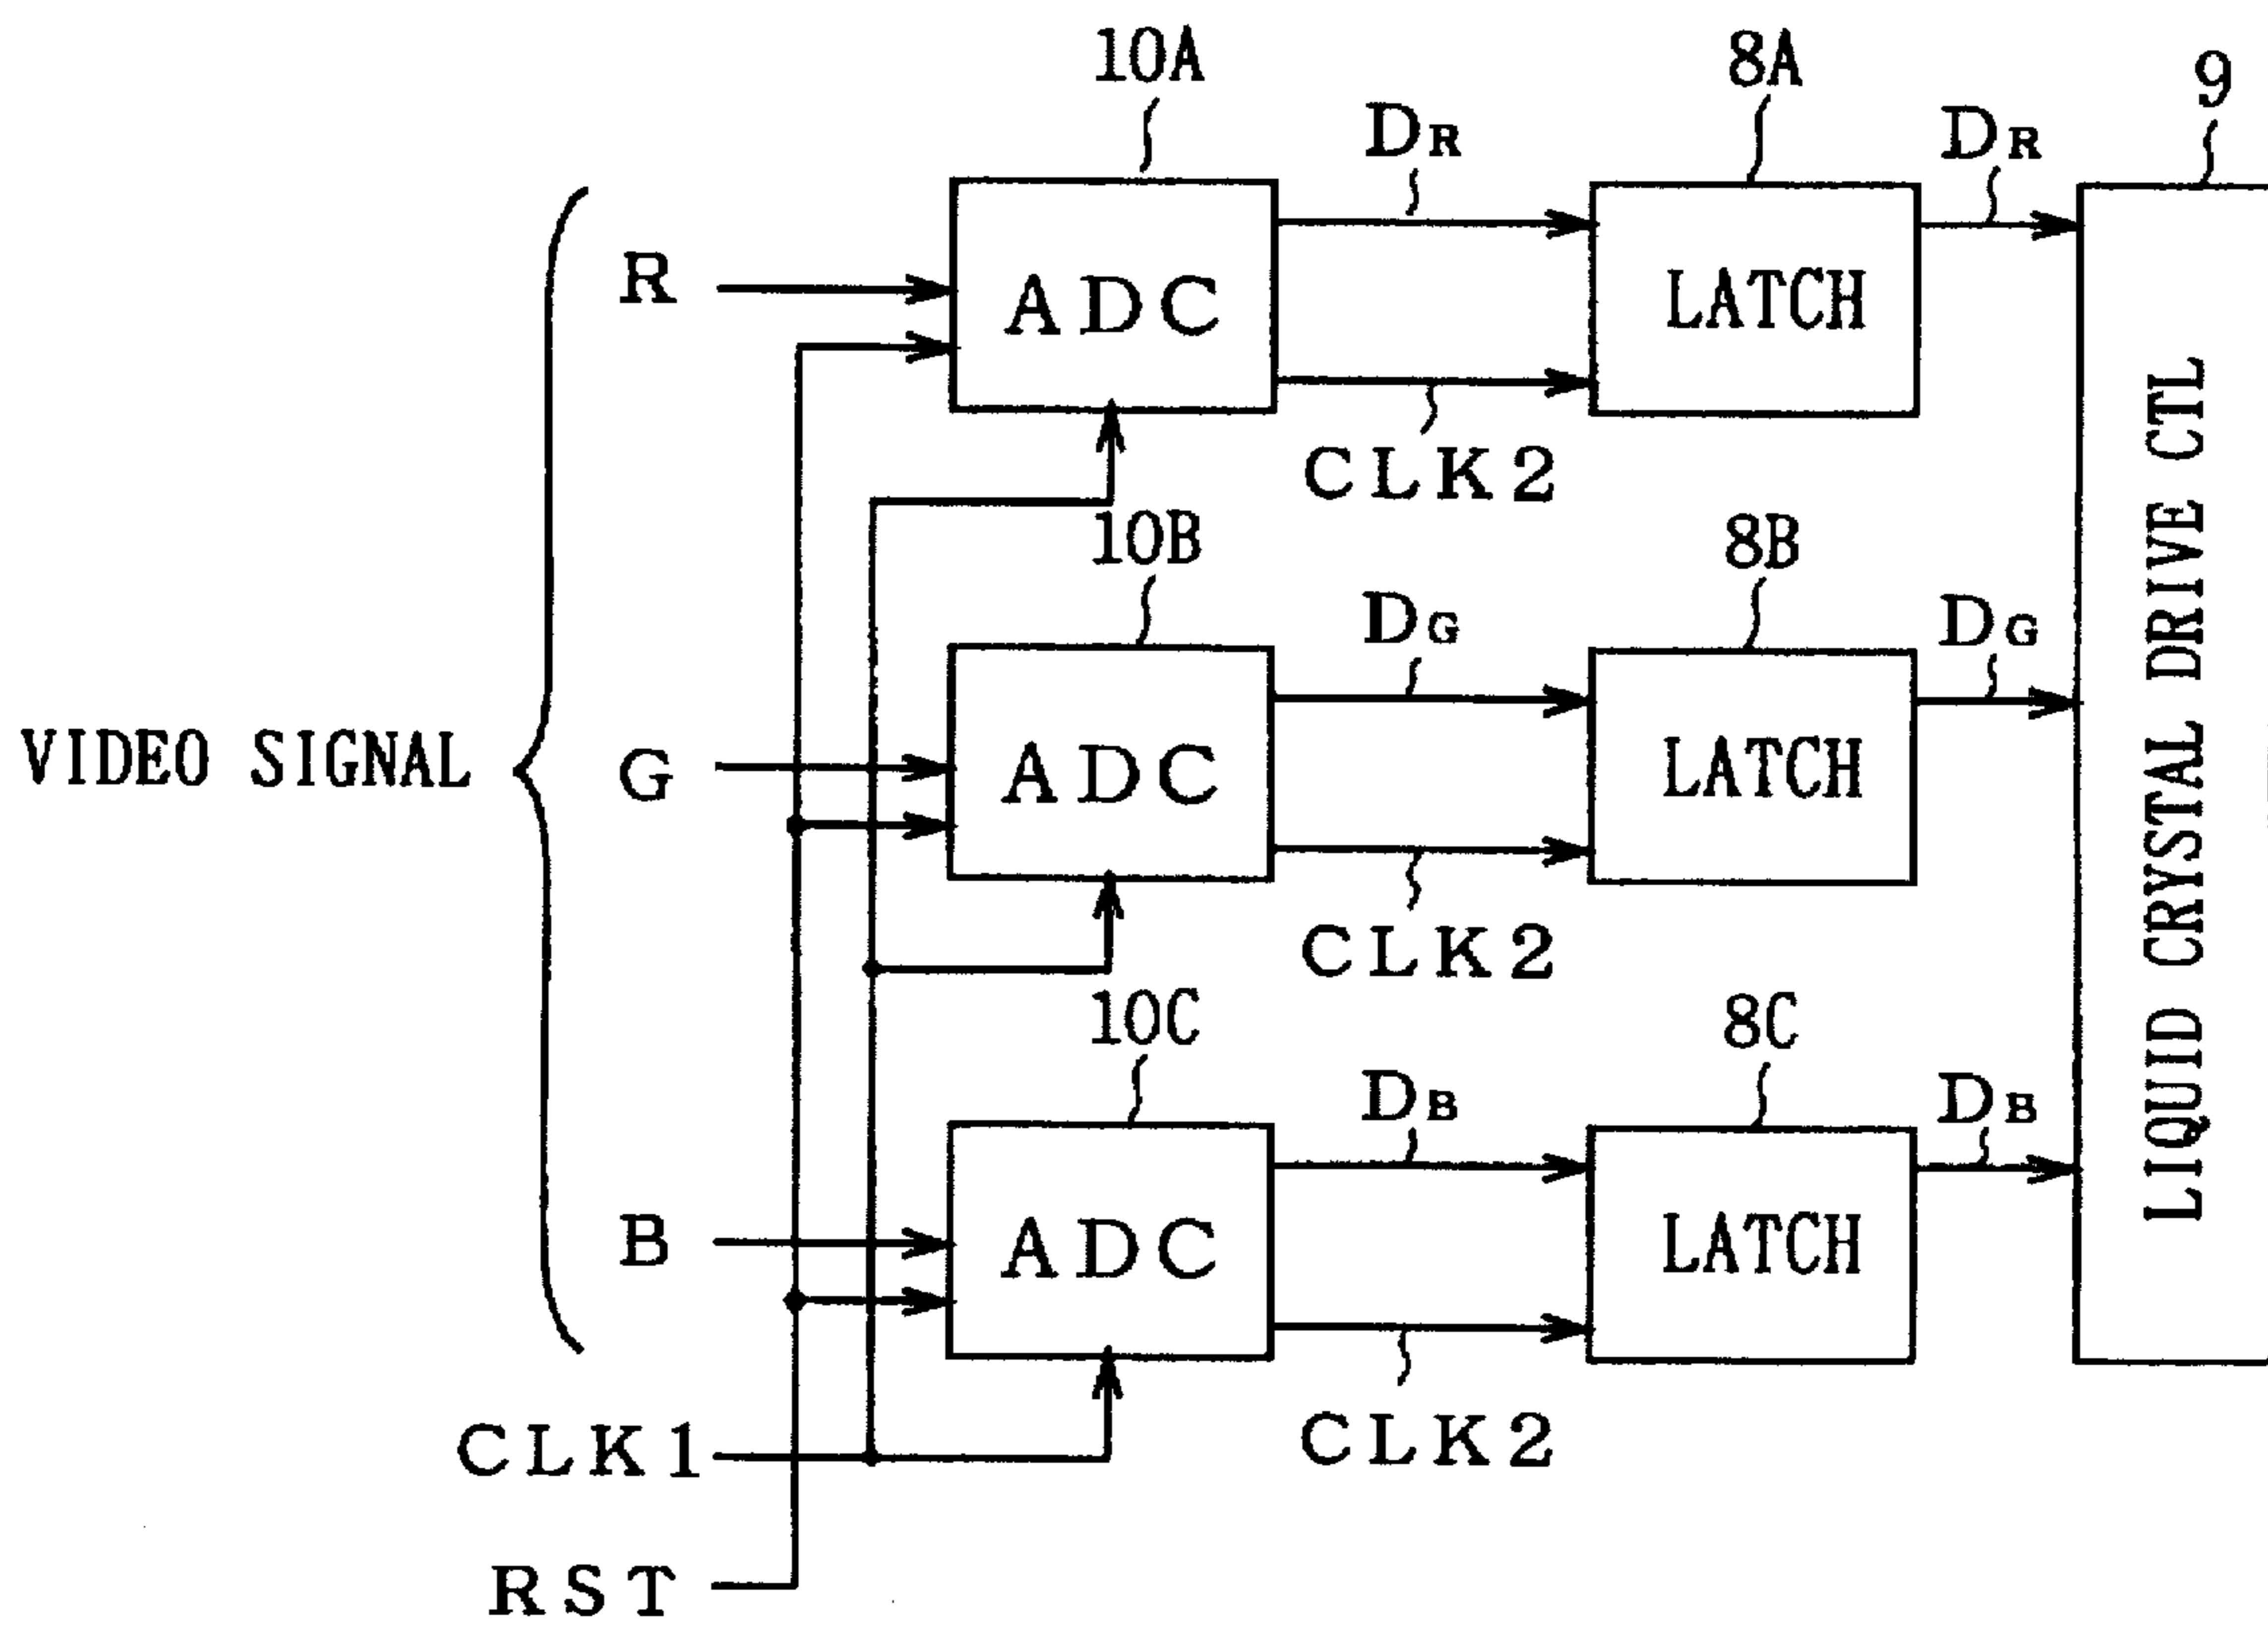 10A
8A
9
DR
DR
R
ADC
LATCH
CLK2
10B
8B
DG
DG
VIDEO SIGNAL
G
ADC
LATCH
CLK2
LIQUID CRYSTAL DRIVE CTL
10C
8C
DB
DB
B
ADC
LATCH
CLK2
CLK1
RST